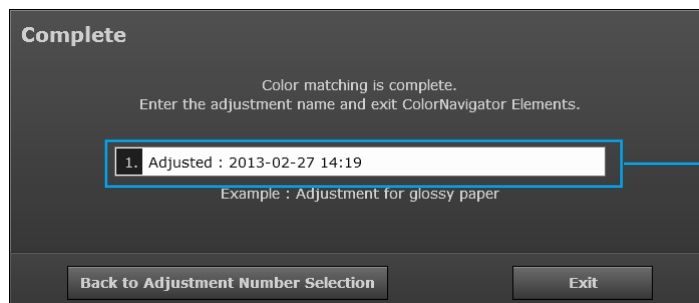 Complete
Color matching is complete.
Enter the adjustment name and exit ColorNavigator Elements.
1. Adjusted : 2013-02-27 14:19
Example : Adjustment for glossy paper
Back to Adjustment Number Selection Exit